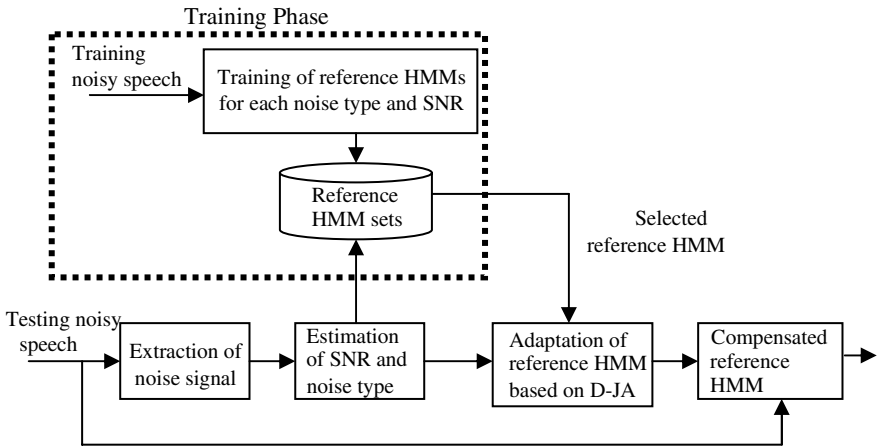 Training Phase
Training
noisy speech
Training of reference HMMs
for each noise type and SNR
Reference
HMM sets
Selected
reference HMM
Testing noisy
speech
Extraction of
noise signal
Estimation
of SNR and
noise type
Adaptation of
reference HMM
based on D-JA
Compensated
reference
HMM